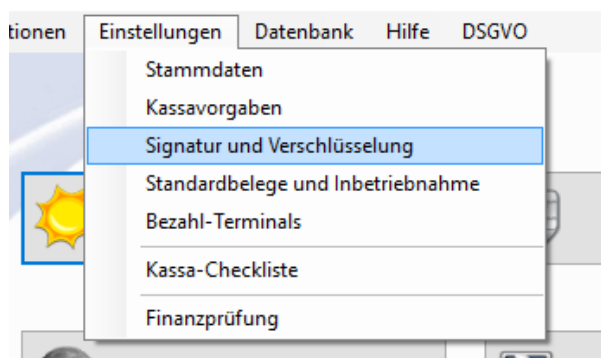 tionen Einstellungen Datenbank Hilfe DSGVO
Stammdaten
Kassavorgaben
Signatur und Verschlüsselung
Standardbelege und Inbetriebnahme
Bezahl-Terminals
Kassa-Checkliste
Finanzprüfung